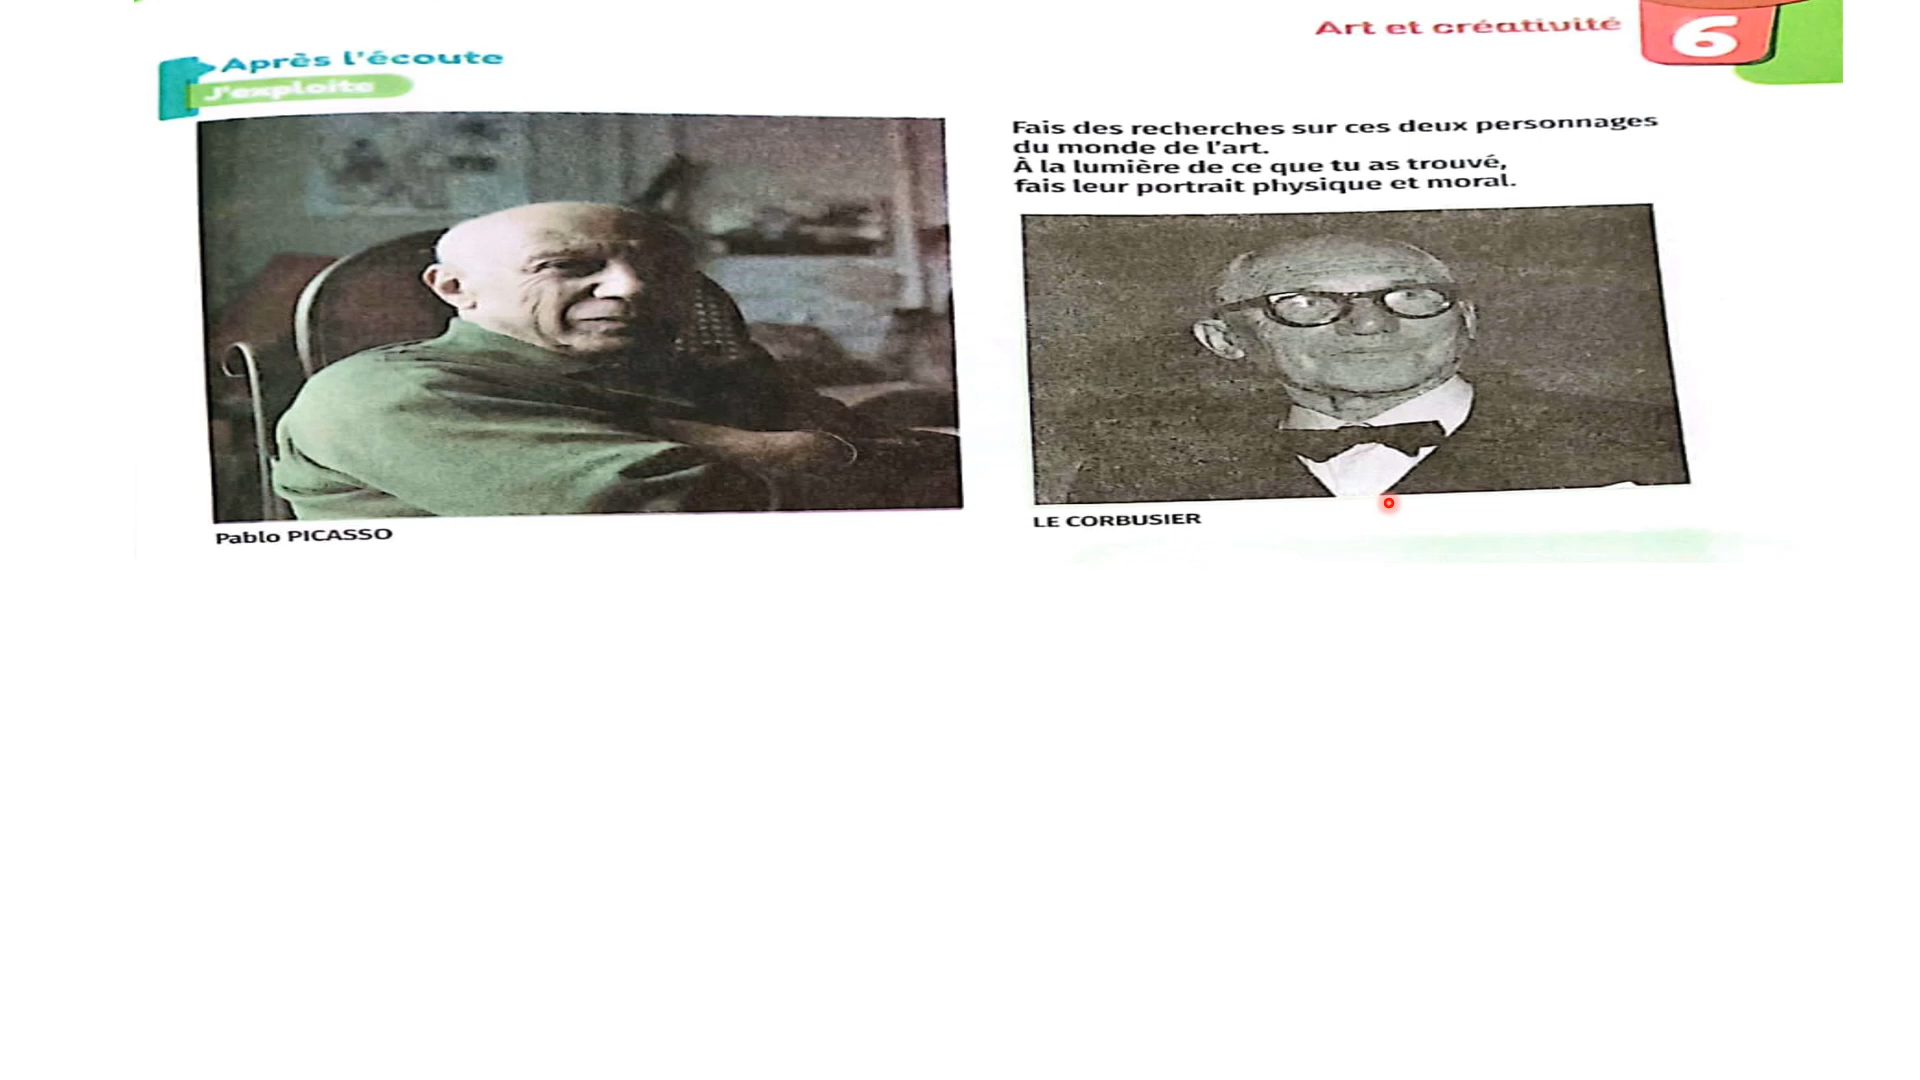 Art et créativité
6
Après l'écoute
J'exploite
Fais des recherches sur ces deux personnages
du monde de l'art.
À la lumière de ce que tu as trouvé,
fais leur portrait physique et moral.
Pablo PICASSO
LE CORBUSIER